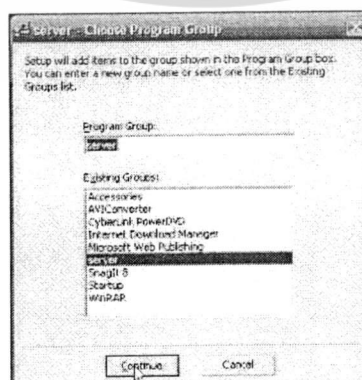 server - Choose Program Group
Setup will add items to the group shown in the Program Group box.
You can enter a new group name or select one from the Existing
Groups list.
Program Group:
server
Existing Groups:
Accessories
AVIConverter
CyberLink PowerDVD
Internet Download Manager
Microsoft Web Publishing
server
SnagIt 8
Startup
WinRAR
Continue
Cancel